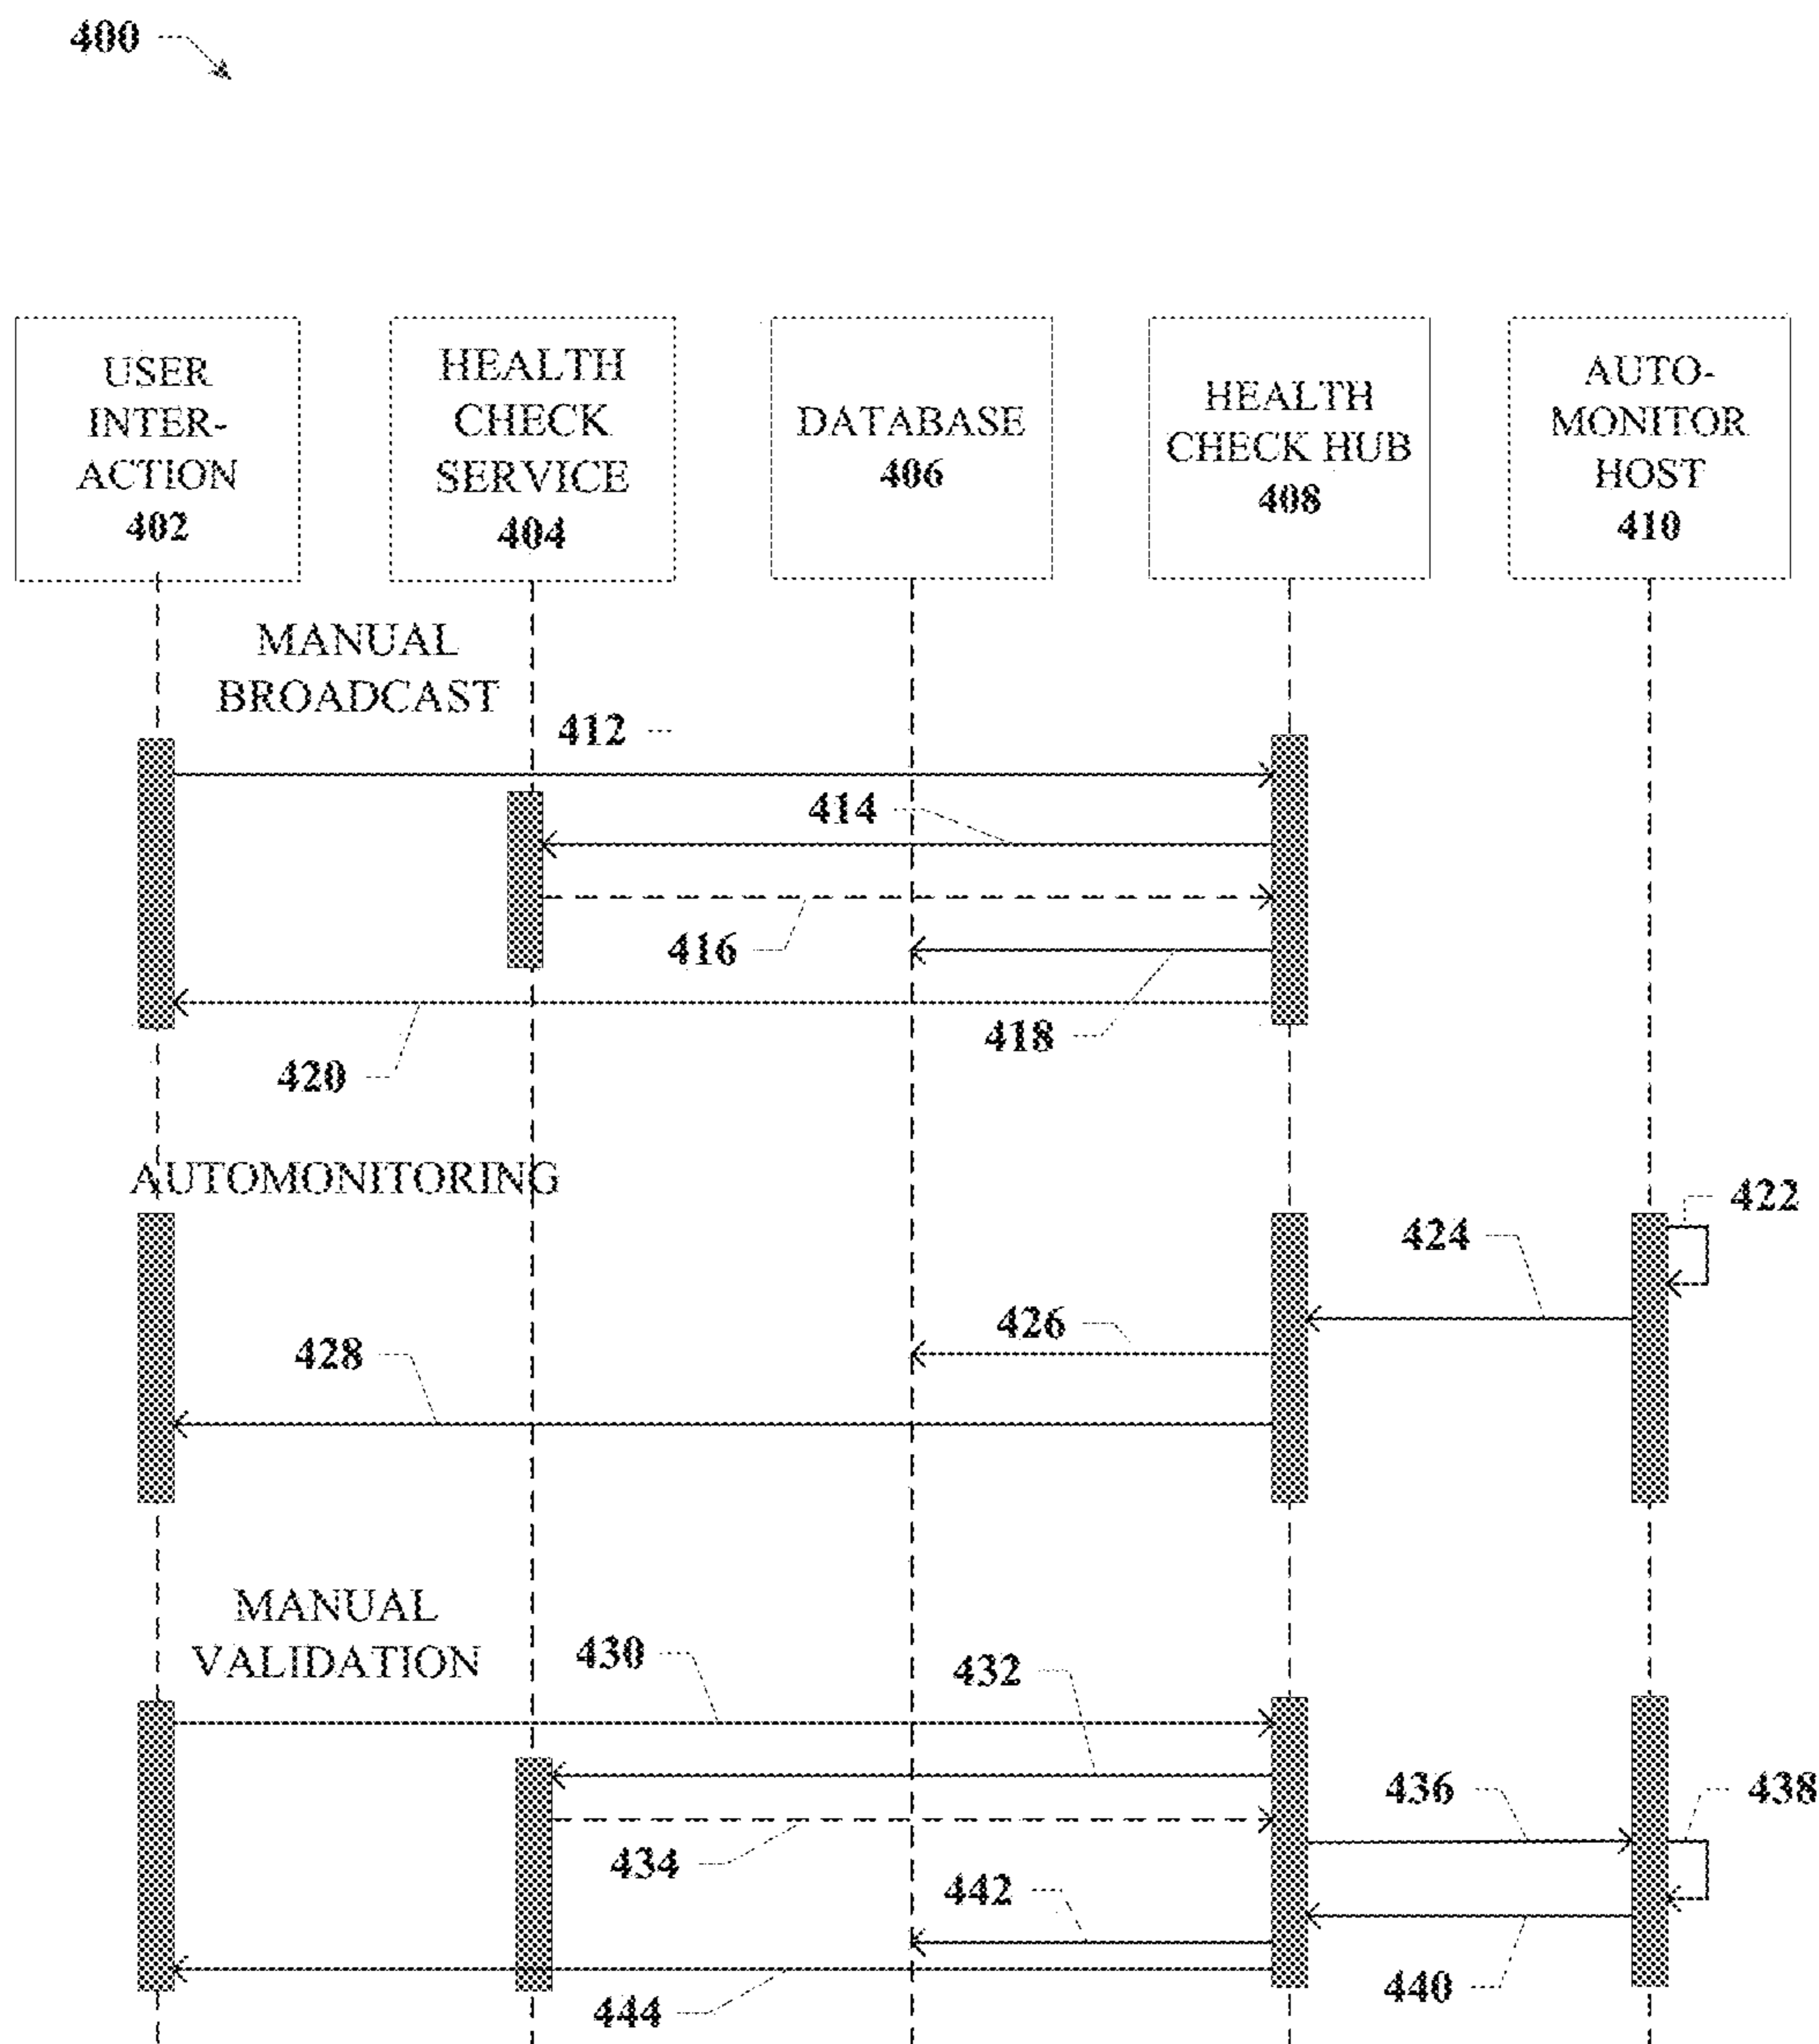 400
USER
INTER-
ACTION
402
HEALTH
CHECK
SERVICE
404
DATABASE
406
HEALTH
CHECK HUB
408
AUTO-
MONITOR
HOST
410
MANUAL
BROADCAST
412
414
416
418
420
AUTOMONITORING
422
424
426
428
MANUAL
VALIDATION
430
432
434
436
438
442
440
444